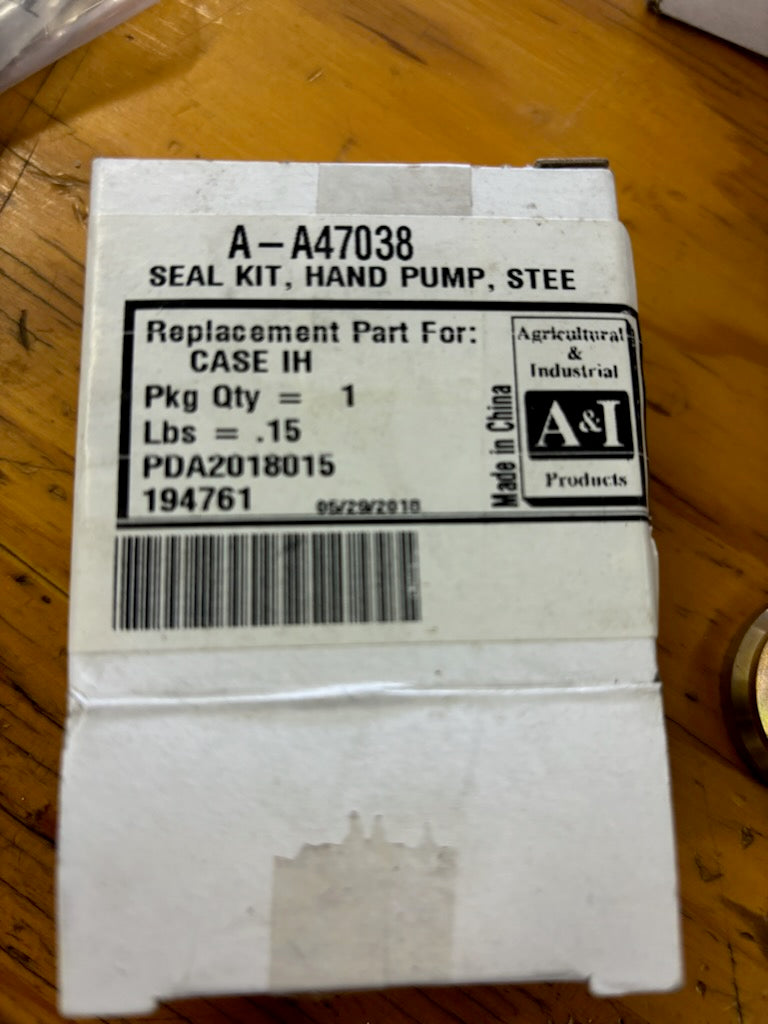 A-A47038
SEAL KIT, HAND PUMP, STEE
Replacement Part For:
CASE IH
Pkg Qty = 1
Lbs = .15
PDA2018015
194761
05/29/2018
Made in China
Agricultural
&
Industrial
A&I
Products